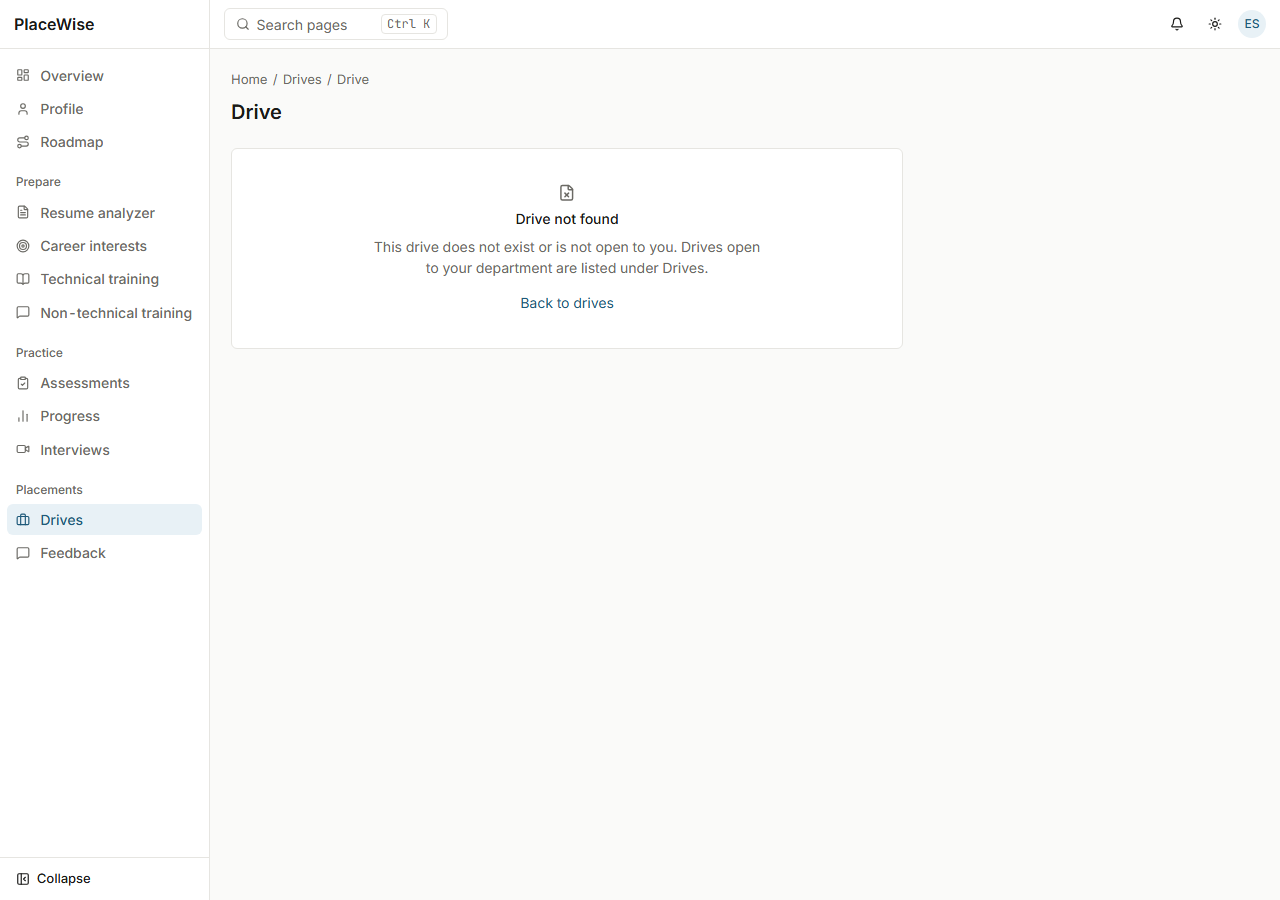 PlaceWise
Search pages
Ctrl K
ES
Overview
Profile
Roadmap
Prepare
Resume analyzer
Career interests
Technical training
Non-technical training
Practice
Assessments
Progress
Interviews
Placements
Drives
Feedback
Collapse
Home / Drives / Drive
Drive
Drive not found
This drive does not exist or is not open to you. Drives open
to your department are listed under Drives.
Back to drives